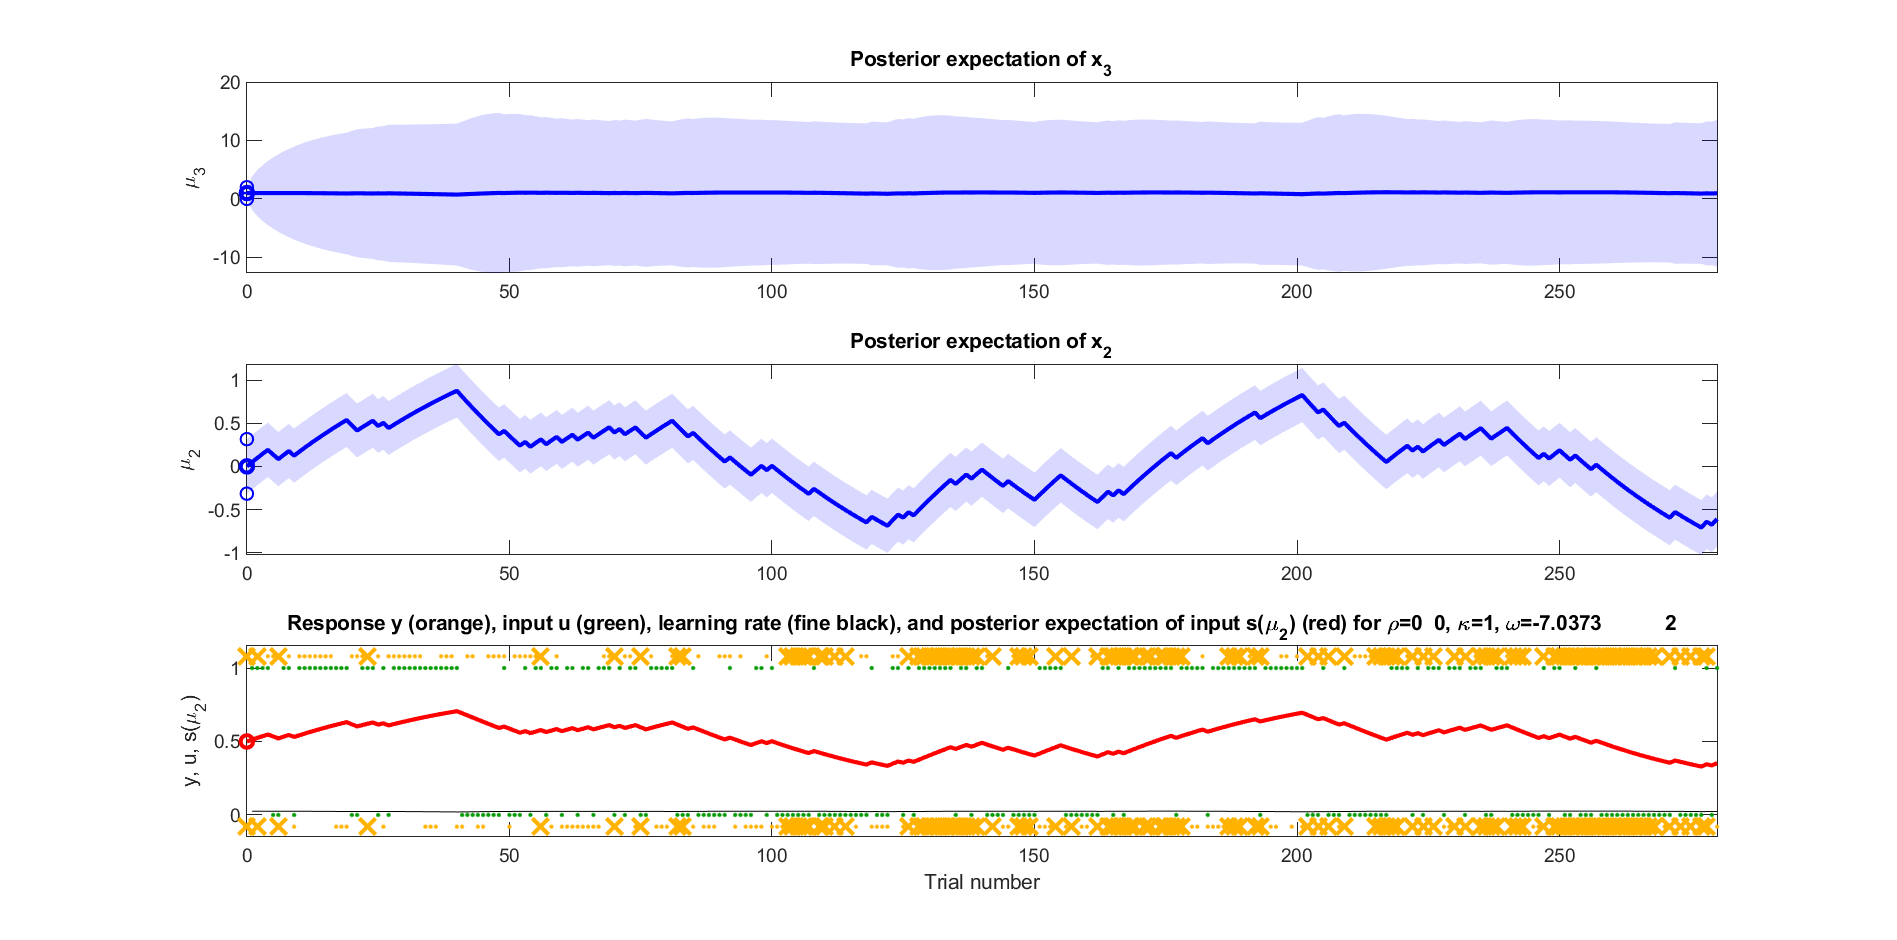 Posterior expectation of x3
20
10
0
-10
μ3
0 50 100 150 200 250
Posterior expectation of x2
1
0.5
0
-0.5
-1
μ2
0 50 100 150 200 250
Response y (orange), input u (green), learning rate (fine black), and posterior expectation of input s(μ2) (red) for ρ=0 0, κ=1, ω=-7.0373 2
1
0.5
0
y, u, s(μ2)
0 50 100 150 200 250
Trial number